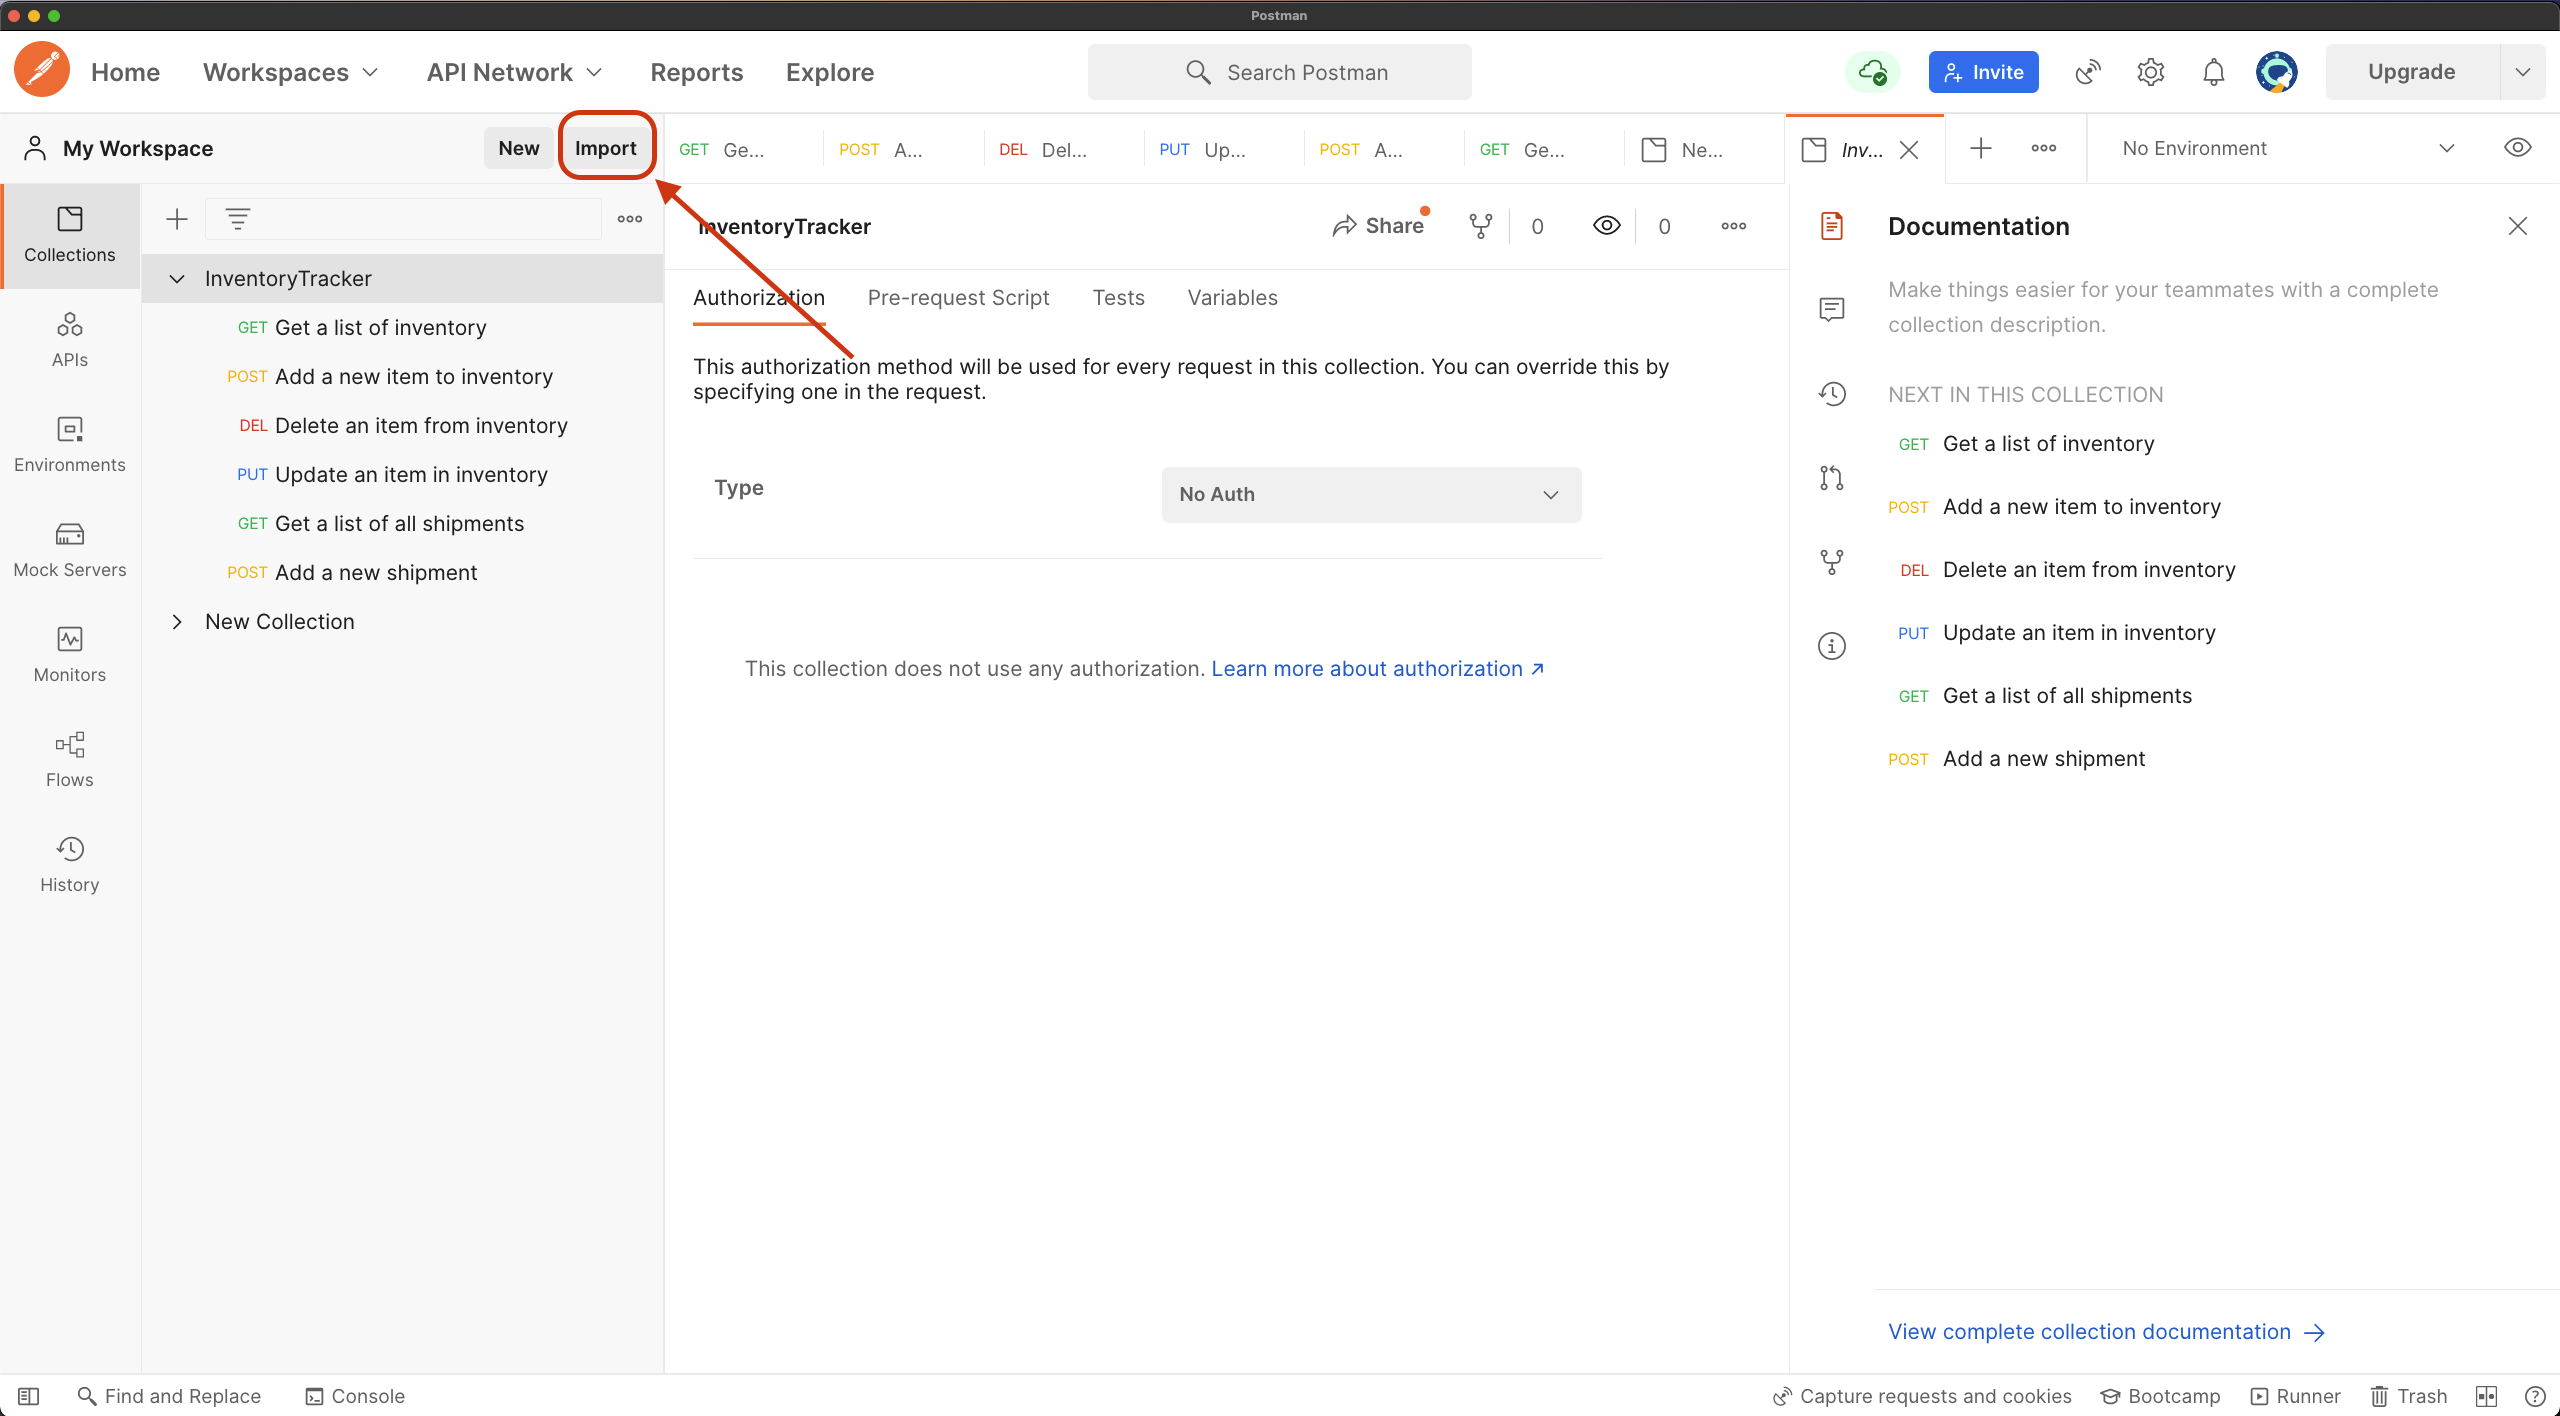 Postman
Home
Workspaces
API Network
Reports
Explore
Search Postman
Invite
Upgrade
My Workspace
New
Import
GET Ge...
POST A...
DEL Del...
PUT Up...
POST A...
GET Ge...
Ne...
Inv...
No Environment
Collections
APIs
Environments
Mock Servers
Monitors
Flows
History
InventoryTracker
GET Get a list of inventory
POST Add a new item to inventory
DEL Delete an item from inventory
PUT Update an item in inventory
GET Get a list of all shipments
POST Add a new shipment
New Collection
InventoryTracker
Share
0
0
Authorization
Pre-request Script
Tests
Variables
This authorization method will be used for every request in this collection. You can override this by
specifying one in the request.
Type
No Auth
This collection does not use any authorization. Learn more about authorization ↗
Documentation
Make things easier for your teammates with a complete
collection description.
NEXT IN THIS COLLECTION
GET Get a list of inventory
POST Add a new item to inventory
DEL Delete an item from inventory
PUT Update an item in inventory
GET Get a list of all shipments
POST Add a new shipment
View complete collection documentation →
Find and Replace
Console
Capture requests and cookies
Bootcamp
Runner
Trash